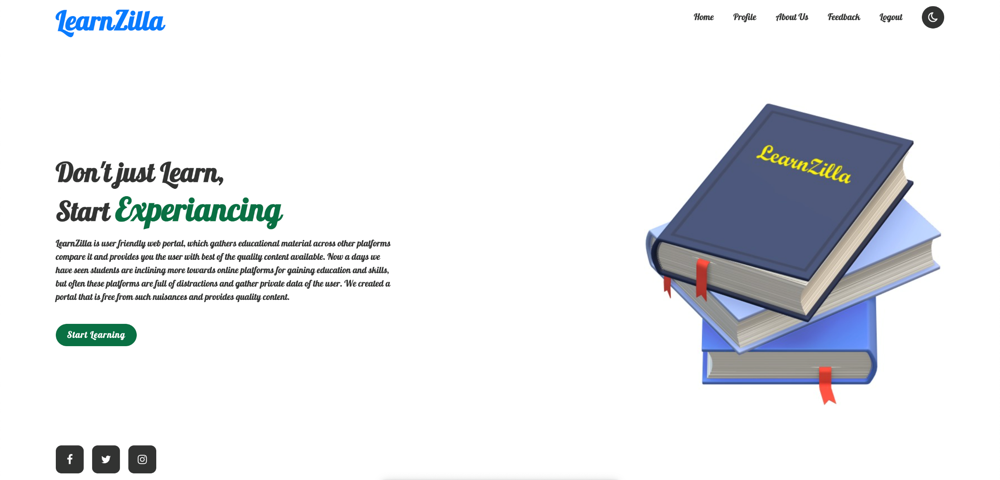 LearnZilla
Home Profile About Us Feedback Logout
LearnZilla
Don't just Learn,
Start Experiancing
LearnZilla is user friendly web portal, which gathers educational material across other platforms
compare it and provides you the user with best of the quality content available. Now a days we
have seen students are inclining more towards online platforms for gaining education and skills,
but often these platforms are full of distractions and gather private data of the user. We created a
portal that is free from such nuisances and provides quality content.
Start Learning